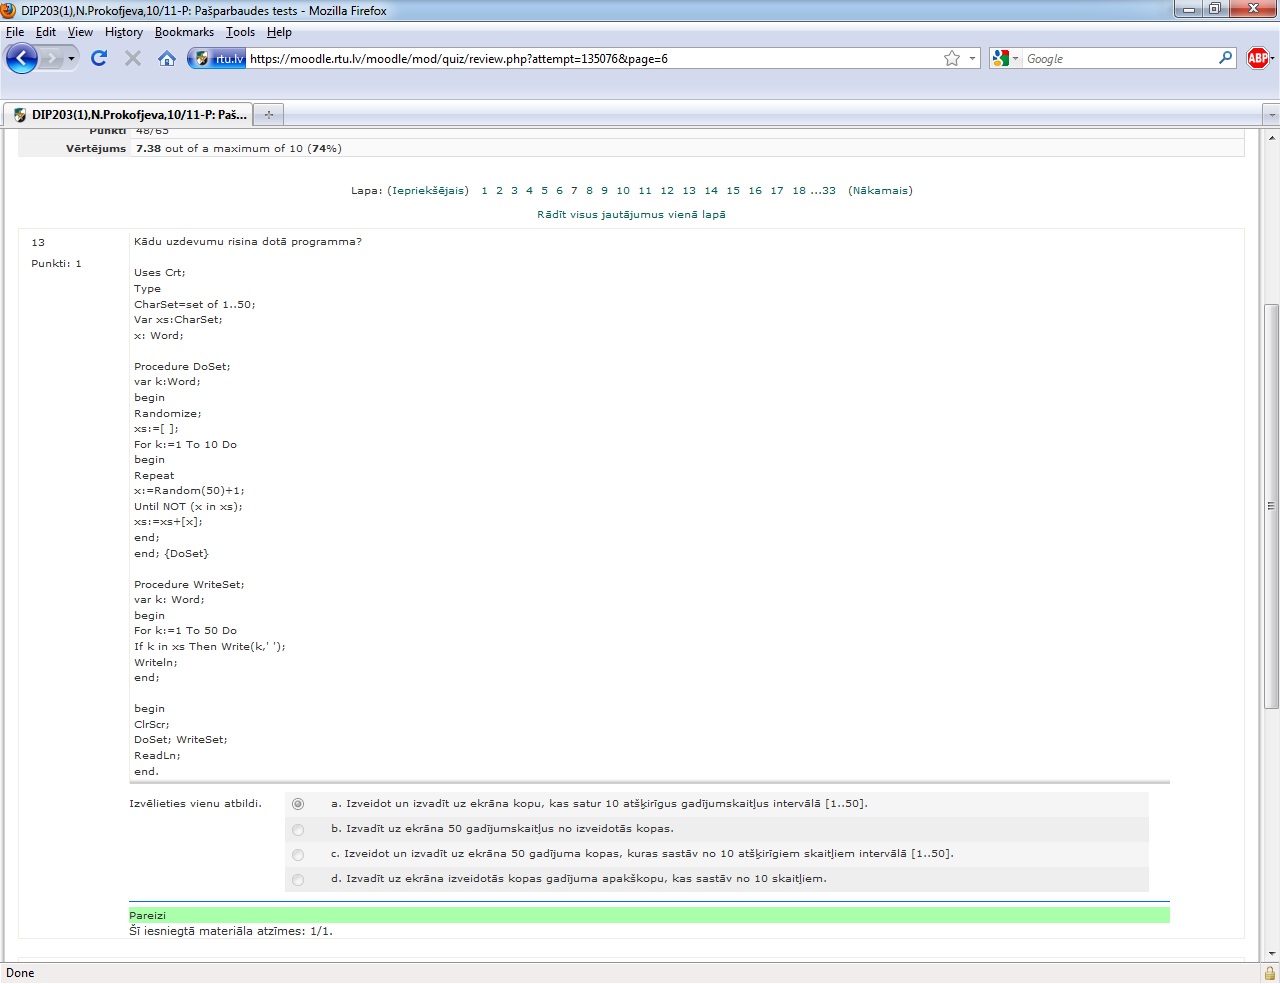 DIP203(1),N.Prokofjeva,10/11-P: Pašparbaudes tests - Mozilla Firefox
File Edit View History Bookmarks Tools Help
rtu.lv https://moodle.rtu.lv/moodle/mod/quiz/review.php?attempt=135076&page=6
Google
ABP
DIP203(1),N.Prokofjeva,10/11-P: Paš...
Punkti 48/65
Vērtējums 7.38 out of a maximum of 10 (74%)
Lapa: (Iepriekšējais) 1 2 3 4 5 6 7 8 9 10 11 12 13 14 15 16 17 18 ...33 (Nākamais)
Rādīt visus jautājumus vienā lapā
13
Punkti: 1
Kādu uzdevumu risina dotā programma?
Uses Crt;
Type
CharSet=set of 1..50;
Var xs:CharSet;
x: Word;
Procedure DoSet;
var k:Word;
begin
Randomize;
xs:=[ ];
For k:=1 To 10 Do
begin
Repeat
x:=Random(50)+1;
Until NOT (x in xs);
xs:=xs+[x];
end;
end; {DoSet}
Procedure WriteSet;
var k: Word;
begin
For k:=1 To 50 Do
If k in xs Then Write(k,' ');
Writeln;
end;
begin
ClrScr;
DoSet; WriteSet;
ReadLn;
end.
Izvēlieties vienu atbildi.
a. Izveidot un izvadīt uz ekrāna kopu, kas satur 10 atšķirīgus gadījumskaitļus intervālā [1..50].
b. Izvadīt uz ekrāna 50 gadījumskaitļus no izveidotās kopas.
c. Izveidot un izvadīt uz ekrāna 50 gadījuma kopas, kuras sastāv no 10 atšķirīgiem skaitļiem intervālā [1..50].
d. Izvadīt uz ekrāna izveidotās kopas gadījuma apakškopu, kas sastāv no 10 skaitļiem.
Pareizi
Šī iesniegtā materiāla atzīmes: 1/1.
Done